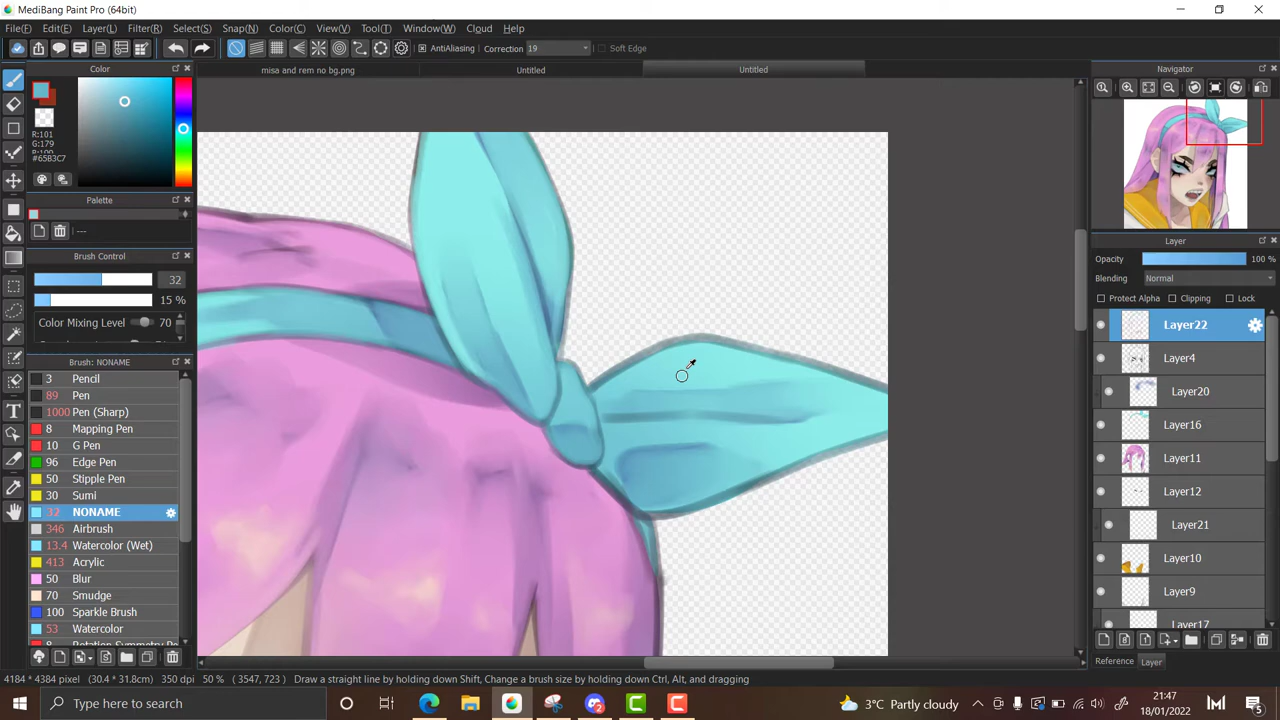 MediBang Paint Pro (64bit)
File(F) Edit(E) Layer(L) Filter(R) Select(S) Snap(N) Color(C) View(V) Tool(T) Window(W) Cloud Help
AntiAliasing Correction 19 Soft Edge
Color
misa and rem no bg.png
Untitled
Untitled
Navigator
R:101
G:179
#65B3C7
Palette
---
Brush Control
32
15 %
Color Mixing Level 70
Brush: NONAME
3 Pencil
89 Pen
1000 Pen (Sharp)
8 Mapping Pen
10 G Pen
96 Edge Pen
50 Stipple Pen
30 Sumi
32 NONAME
346 Airbrush
13.4 Watercolor (Wet)
413 Acrylic
50 Blur
70 Smudge
100 Sparkle Brush
53 Watercolor
8 Rotation Symmetry Pe
Layer
Opacity 100 %
Blending Normal
Protect Alpha Clipping Lock
Layer22
Layer4
Layer20
Layer16
Layer11
Layer12
Layer21
Layer10
Layer9
Layer17
Reference Layer
4184 * 4384 pixel (30.4 * 31.8cm) 350 dpi 50 % ( 3547, 723 ) Draw a straight line by holding down Shift, Change a brush size by holding down Ctrl, Alt, and dragging
Type here to search
3°C Partly cloudy
21:47
18/01/2022
5